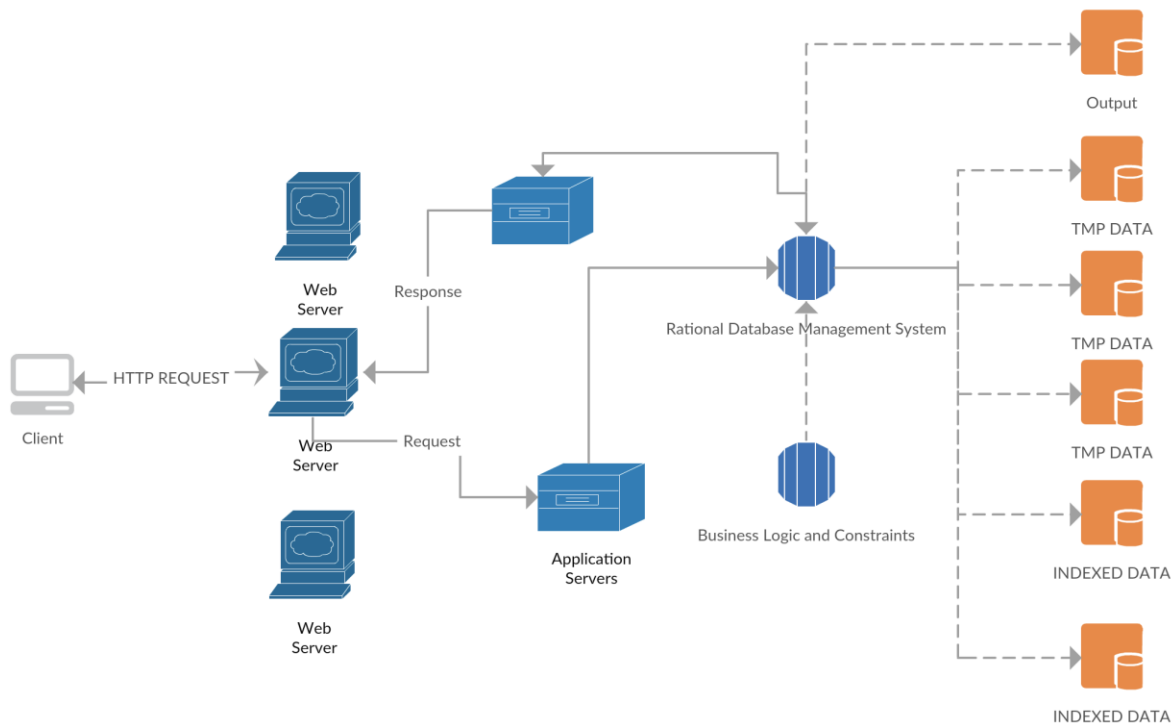 Output
TMP DATA
Web
Server
Response
Rational Database Management System
TMP DATA
HTTP REQUEST
Client
Web
Server
Request
TMP DATA
Business Logic and Constraints
Application
Servers
INDEXED DATA
Web
Server
INDEXED DATA